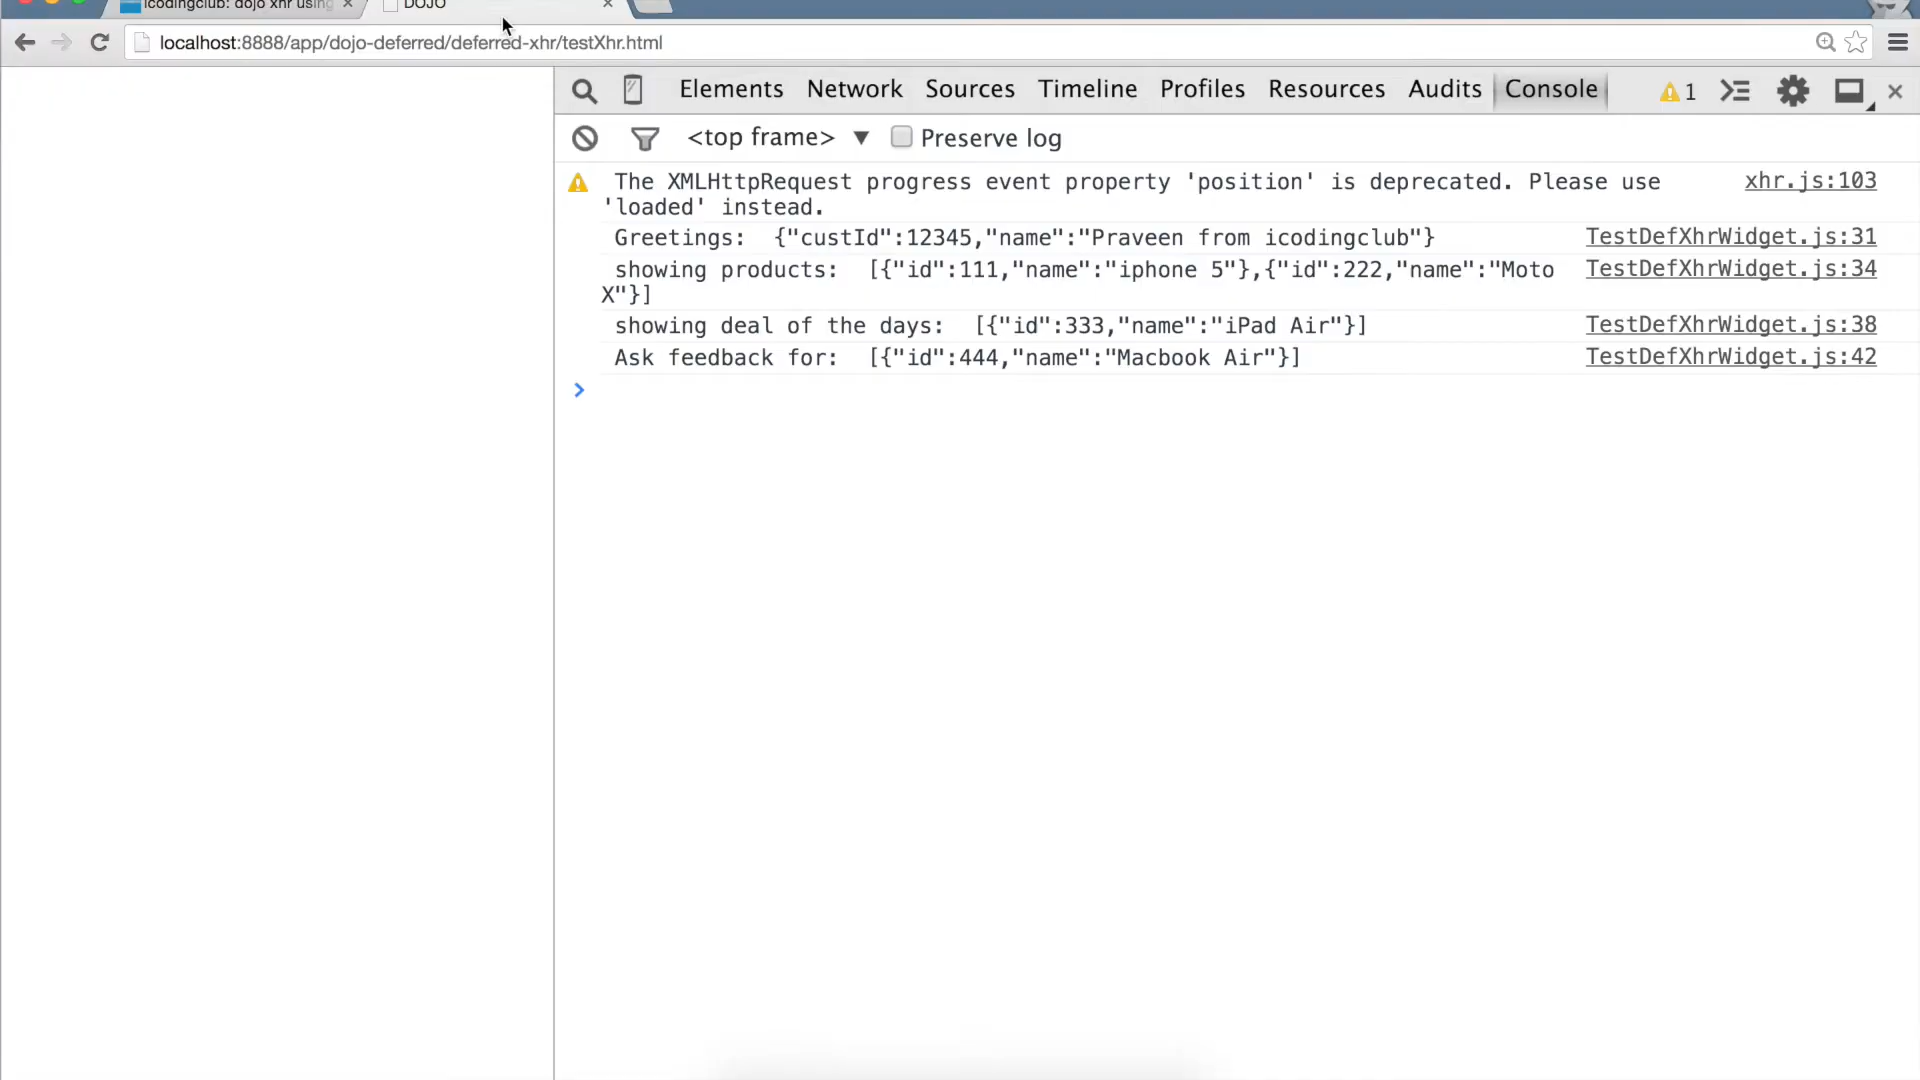 icodingclub: dojo xhr using
DOJO
localhost:8888/app/dojo-deferred/deferred-xhr/testXhr.html
Elements Network Sources Timeline Profiles Resources Audits Console 1
<top frame> ▼ Preserve log
The XMLHttpRequest progress event property 'position' is deprecated. Please use xhr.js:103
'loaded' instead.
Greetings: {"custId":12345,"name":"Praveen from icodingclub"} TestDefXhrWidget.js:31
showing products: [{"id":111,"name":"iphone 5"},{"id":222,"name":"Moto TestDefXhrWidget.js:34
X"}]
showing deal of the days: [{"id":333,"name":"iPad Air"}] TestDefXhrWidget.js:38
Ask feedback for: [{"id":444,"name":"Macbook Air"}] TestDefXhrWidget.js:42